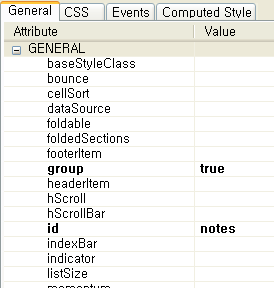 General CSS Events Computed Style
Attribute Value
GENERAL
baseStyleClass
bounce
cellSort
dataSource
foldable
foldedSections
footerItem
group true
headerItem
hScroll
hScrollBar
id notes
indexBar
indicator
listSize
momentum